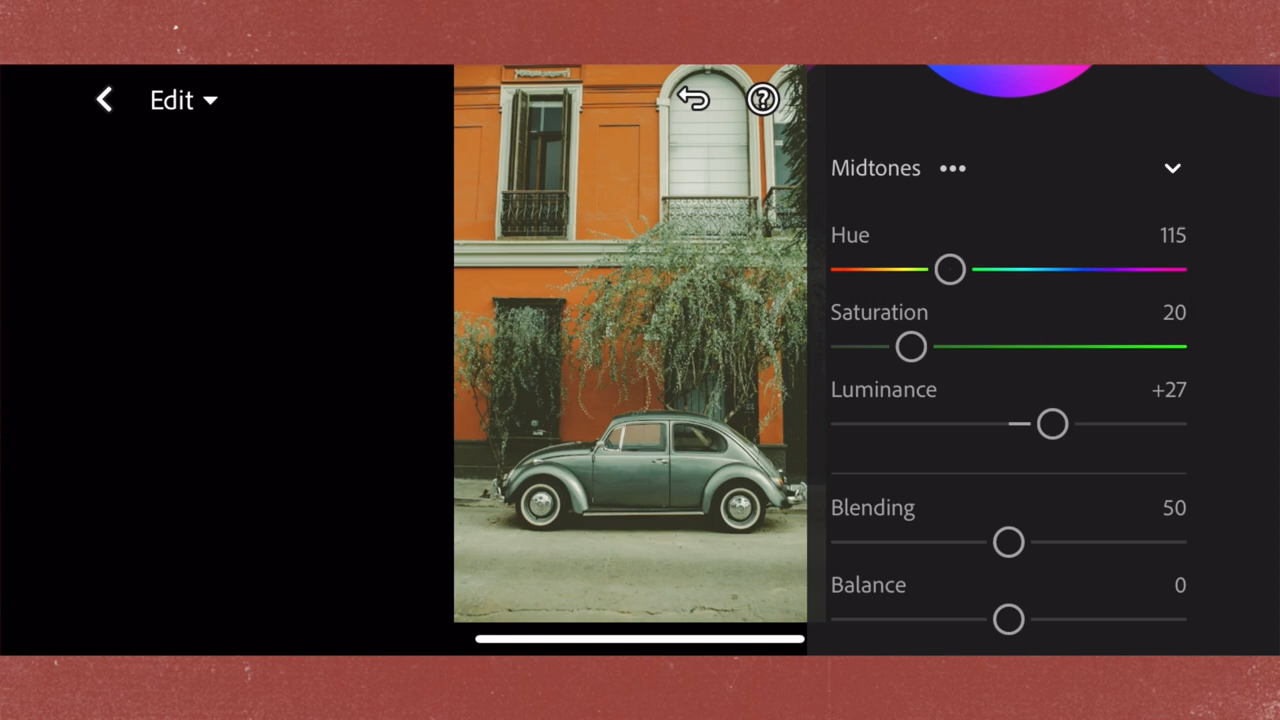 Edit
Midtones
Hue 115
Saturation 20
Luminance +27
Blending 50
Balance 0